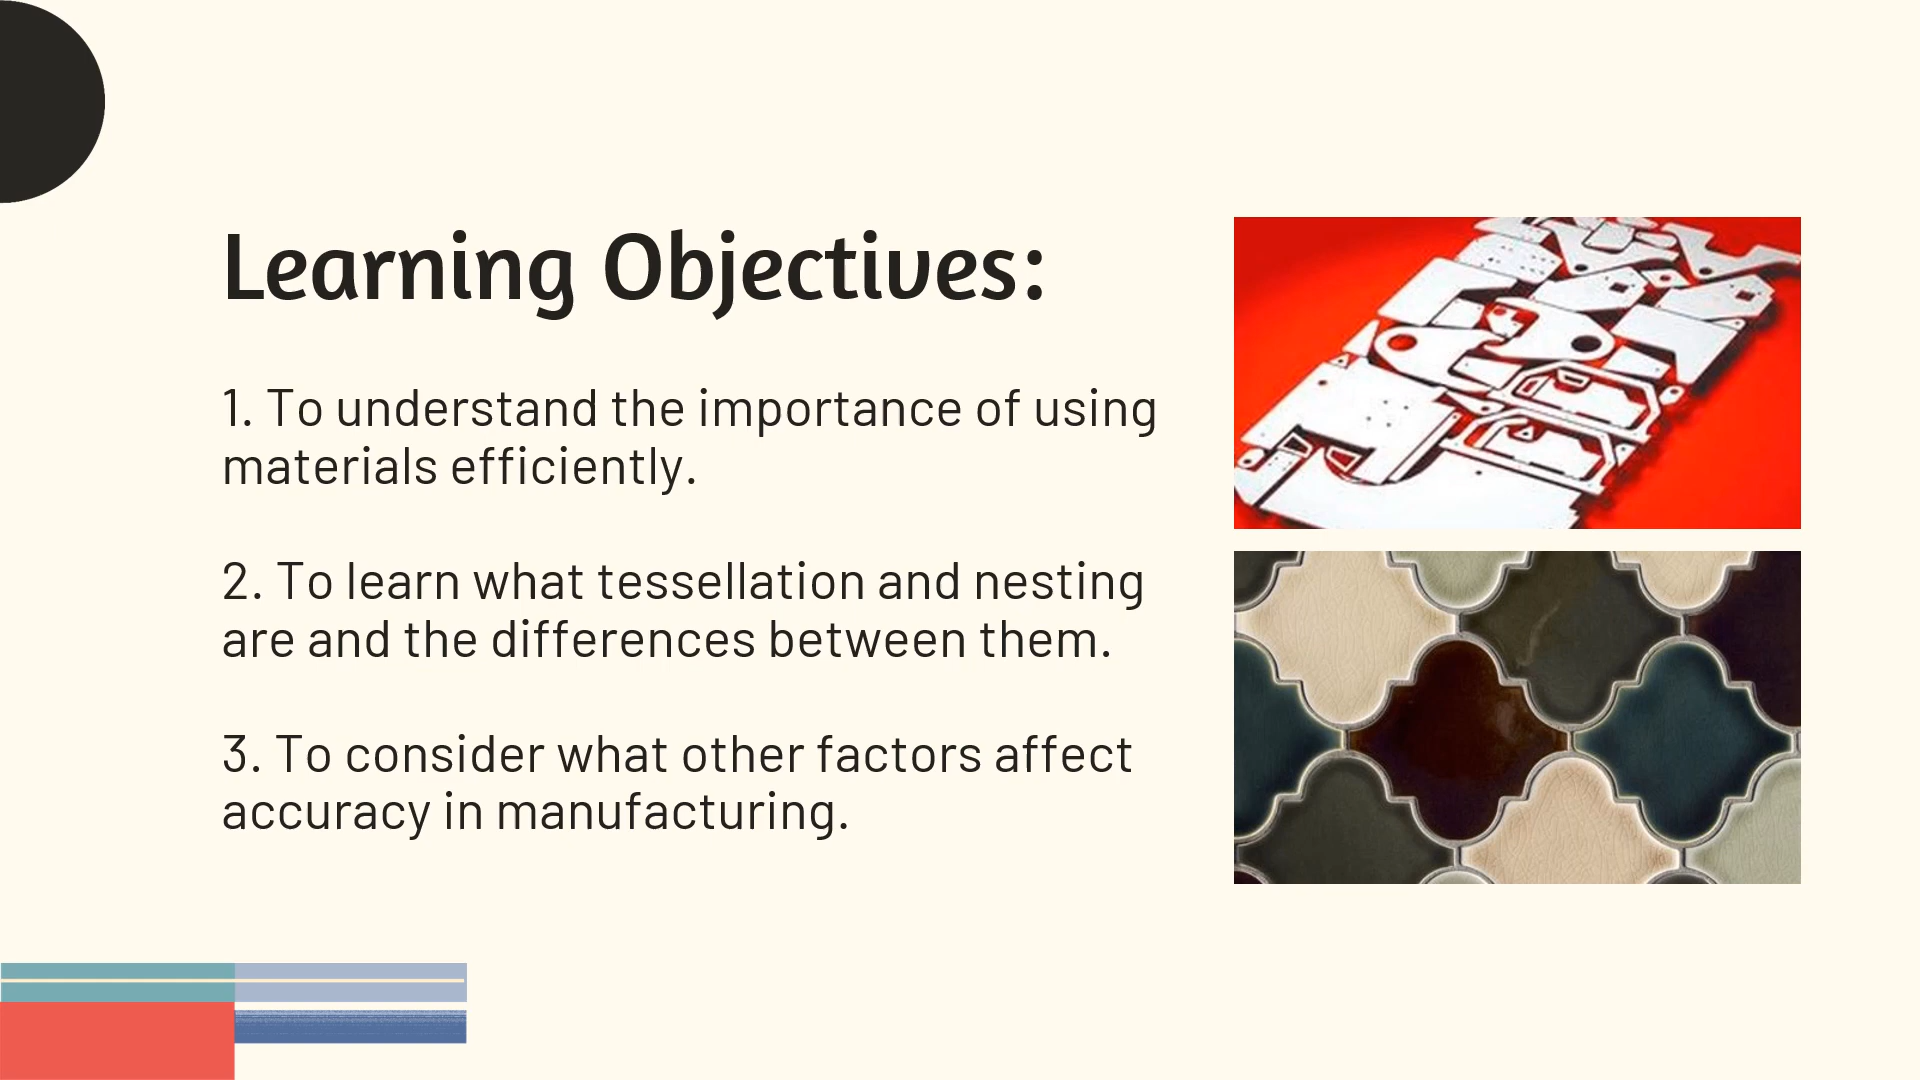 Learning Objectives:
1. To understand the importance of using
materials efficiently.
2. To learn what tessellation and nesting
are and the differences between them.
3. To consider what other factors affect
accuracy in manufacturing.